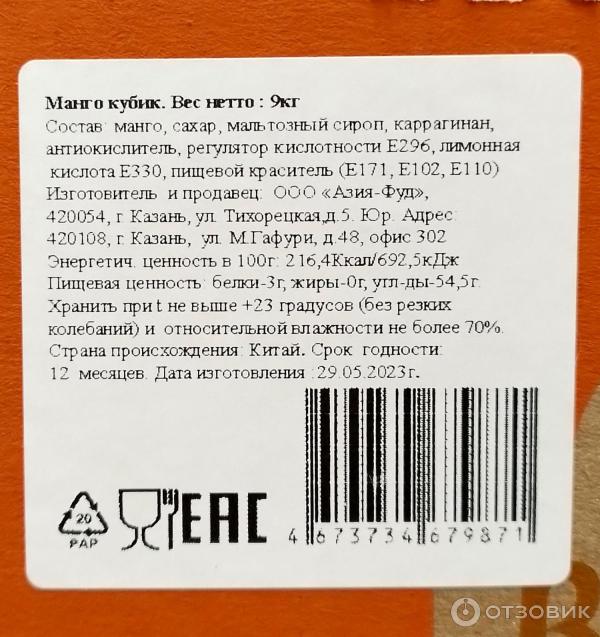 Манго кубик. Вес нетто : 9кг
Состав: манго, сахар, мальтозный сироп, каррагинан,
антиокислитель, регулятор кислотности Е296, лимонная
кислота Е330, пищевой краситель (Е171, Е102, Е110)
Изготовитель и продавец: ООО «Азия-Фуд»,
420054, г. Казань, ул. Тихорецкая,д.5. Юр. Адрес:
420108, г. Казань, ул. М.Гафури, д.48, офис 302
Энергетич. ценность в 100г: 216,4Ккал/692,5кДж
Пищевая ценность: белки-3г, жиры-0г, угл-ды-54,5г.
Хранить при t не выше +23 градусов (без резких
колебаний) и относительной влажности не более 70%.
Страна происхождения: Китай. Срок годности:
12 месяцев. Дата изготовления :29.05.2023г.
20
PAP
EAC
4 673734 679871
ОТЗОВИК